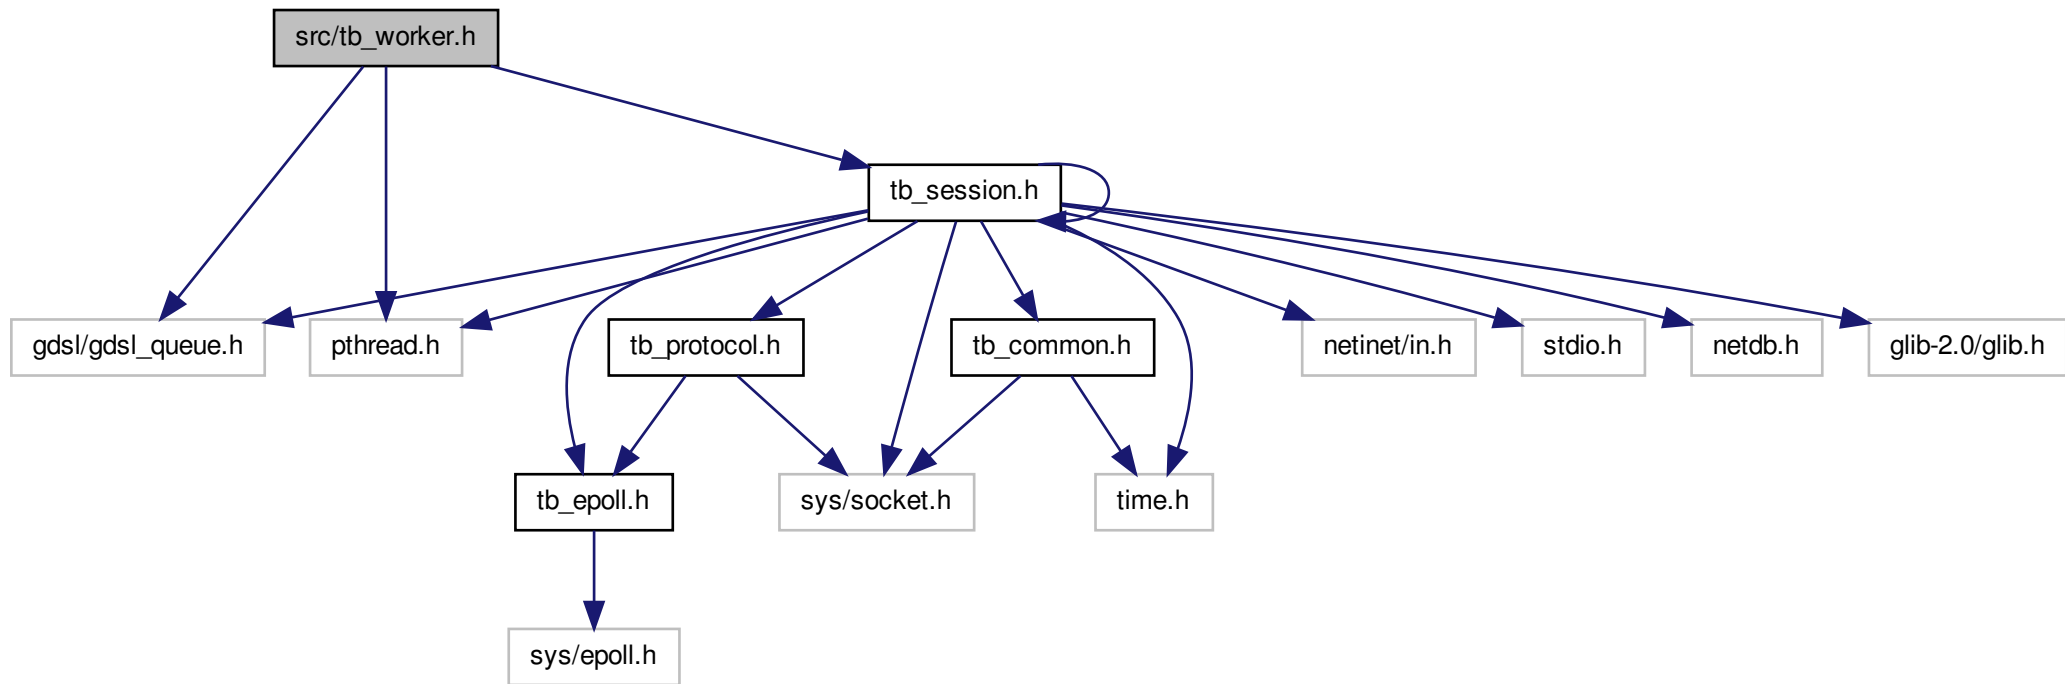 src/tb_worker.h
tb_session.h
gdsl/gdsl_queue.h
pthread.h
tb_protocol.h
tb_common.h
netinet/in.h
stdio.h
netdb.h
glib-2.0/glib.h
tb_epoll.h
sys/socket.h
time.h
sys/epoll.h